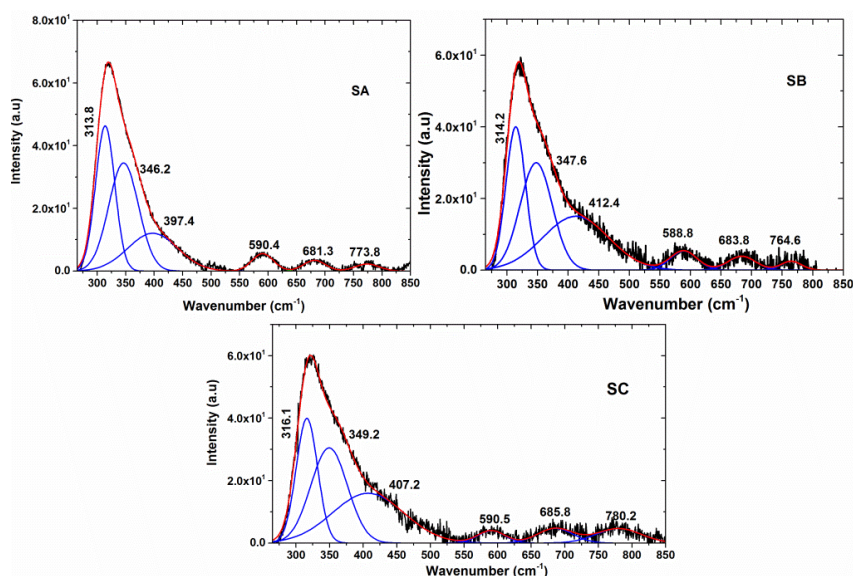 SA
8.0x10¹
6.0x10¹
4.0x10¹
2.0x10¹
0.0
Intensity (a.u)
313.8
346.2
397.4
590.4
681.3
773.8
300 350 400 450 500 550 600 650 700 750 800 850
Wavenumber (cm⁻¹)
SB
6.0x10¹
4.0x10¹
2.0x10¹
0.0
Intensity (a.u)
314.2
347.6
412.4
588.8
683.8
764.6
300 350 400 450 500 550 600 650 700 750 800 850
Wavenumber (cm⁻¹)
SC
6.0x10¹
4.0x10¹
2.0x10¹
0.0
Intensity (a.u)
316.1
349.2
407.2
590.5
685.8
780.2
300 350 400 450 500 550 600 650 700 750 800 850
Wavenumber (cm⁻¹)